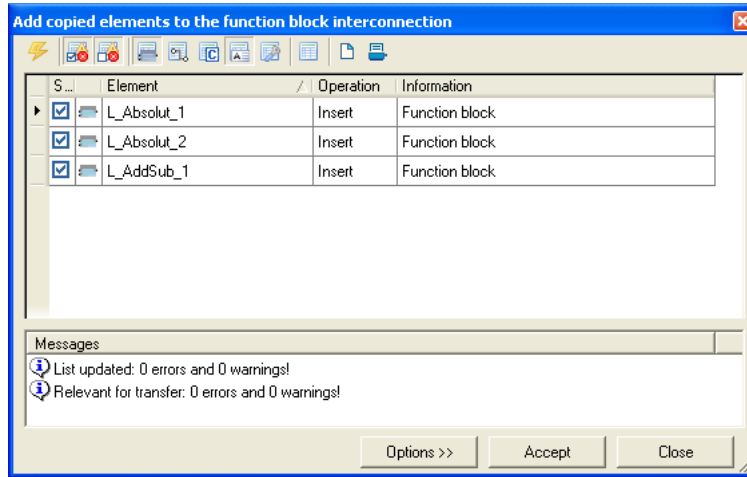 Add copied elements to the function block interconnection
S... Element Operation Information
L_Absolut_1 Insert Function block
L_Absolut_2 Insert Function block
L_AddSub_1 Insert Function block
Messages
List updated: 0 errors and 0 warnings!
Relevant for transfer: 0 errors and 0 warnings!
Options >> Accept Close